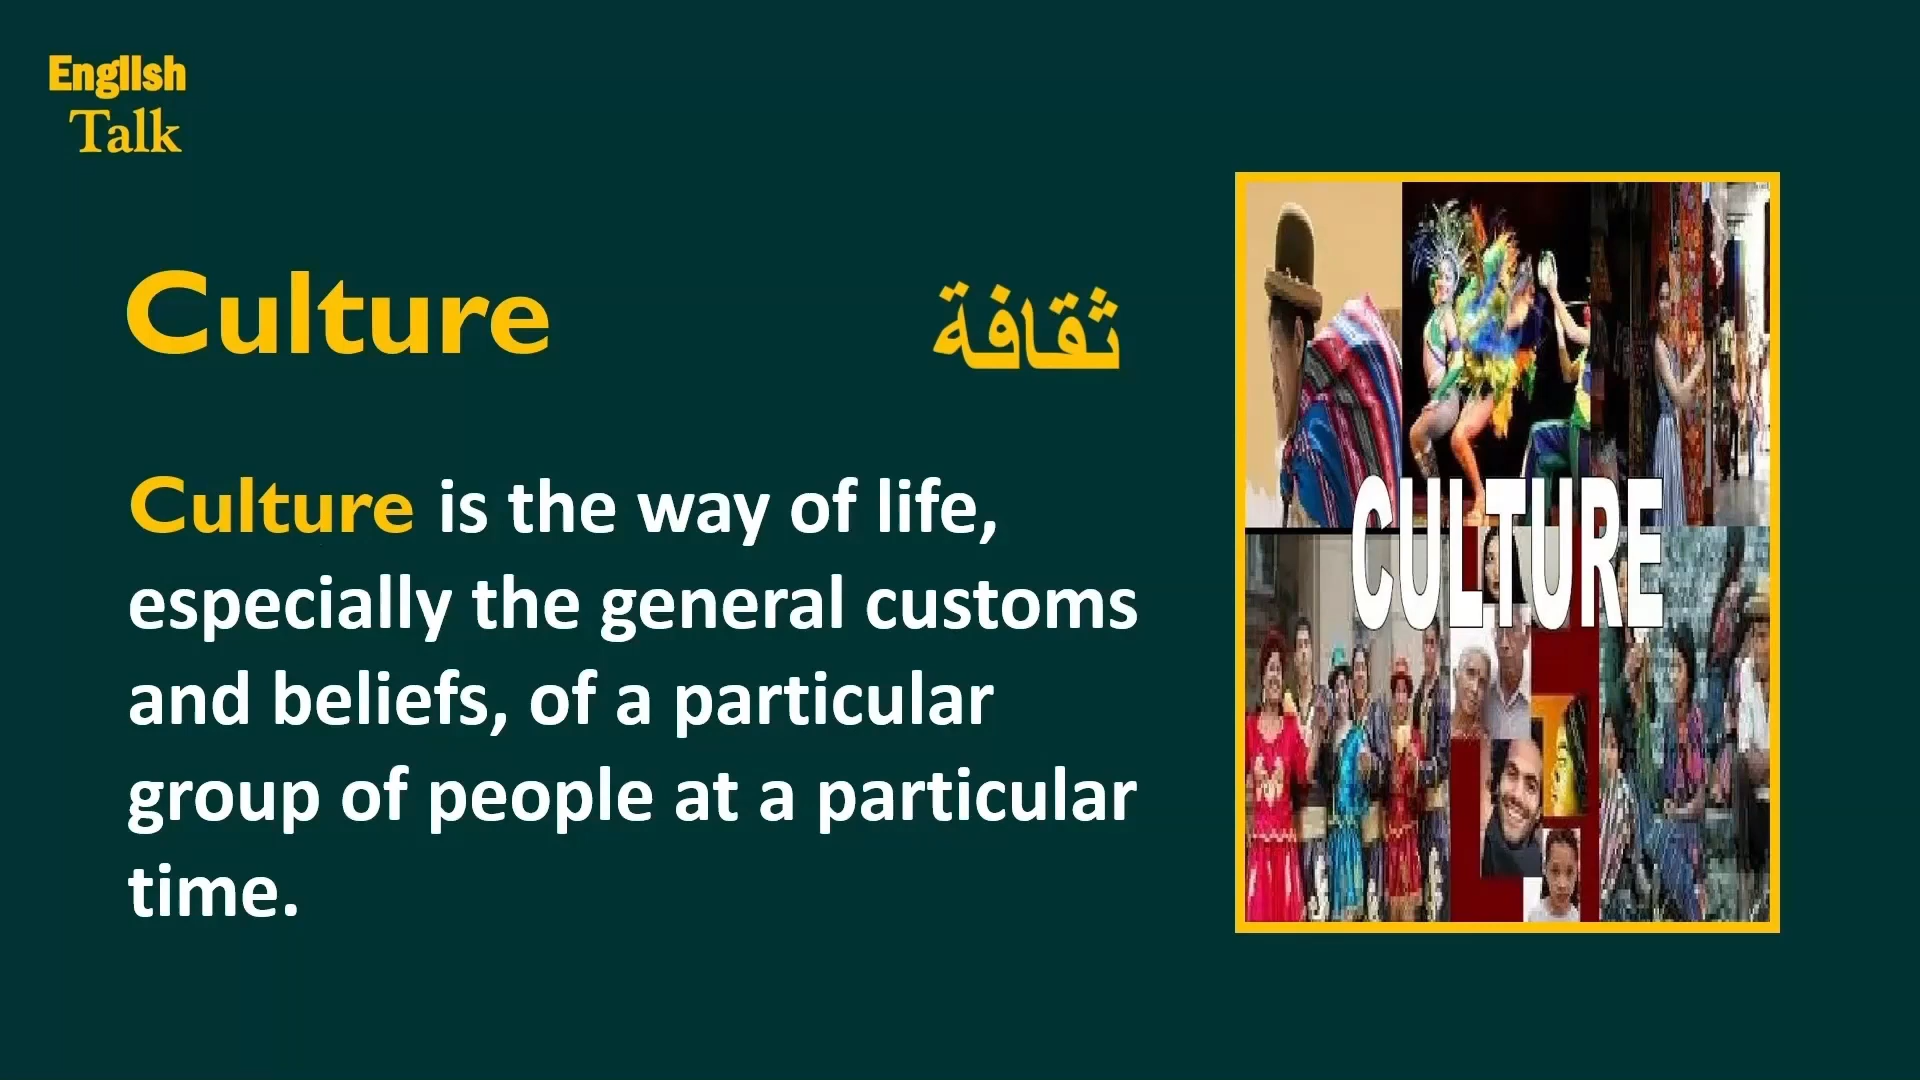 English
Talk
Culture
ثقافة
Culture is the way of life,
especially the general customs
and beliefs, of a particular
group of people at a particular
time.
CULTURE